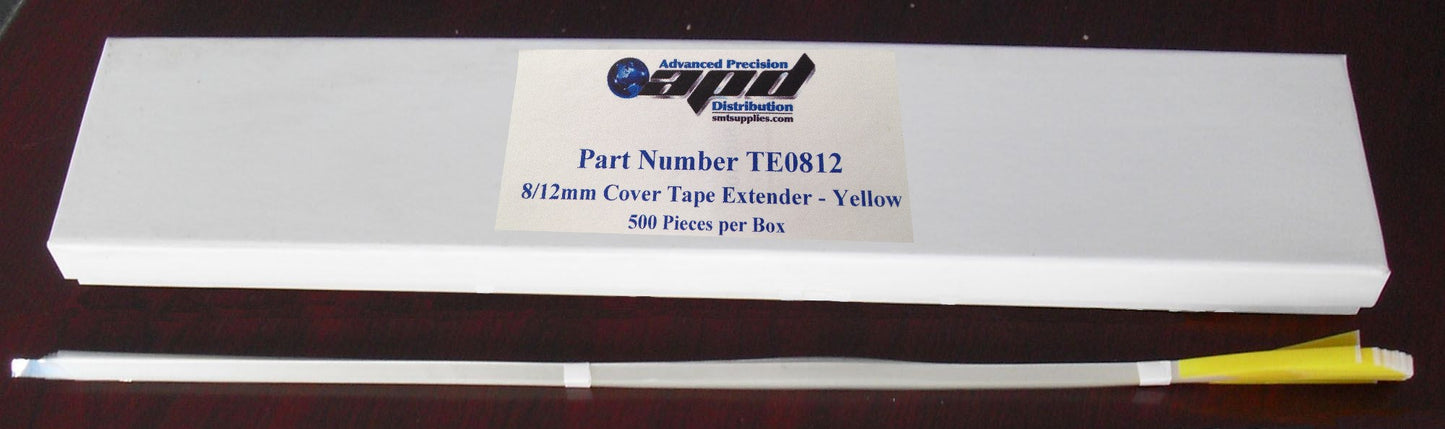 Advanced Precision
apd
Distribution
smtsupplies.com
Part Number TE0812
8/12mm Cover Tape Extender - Yellow
500 Pieces per Box